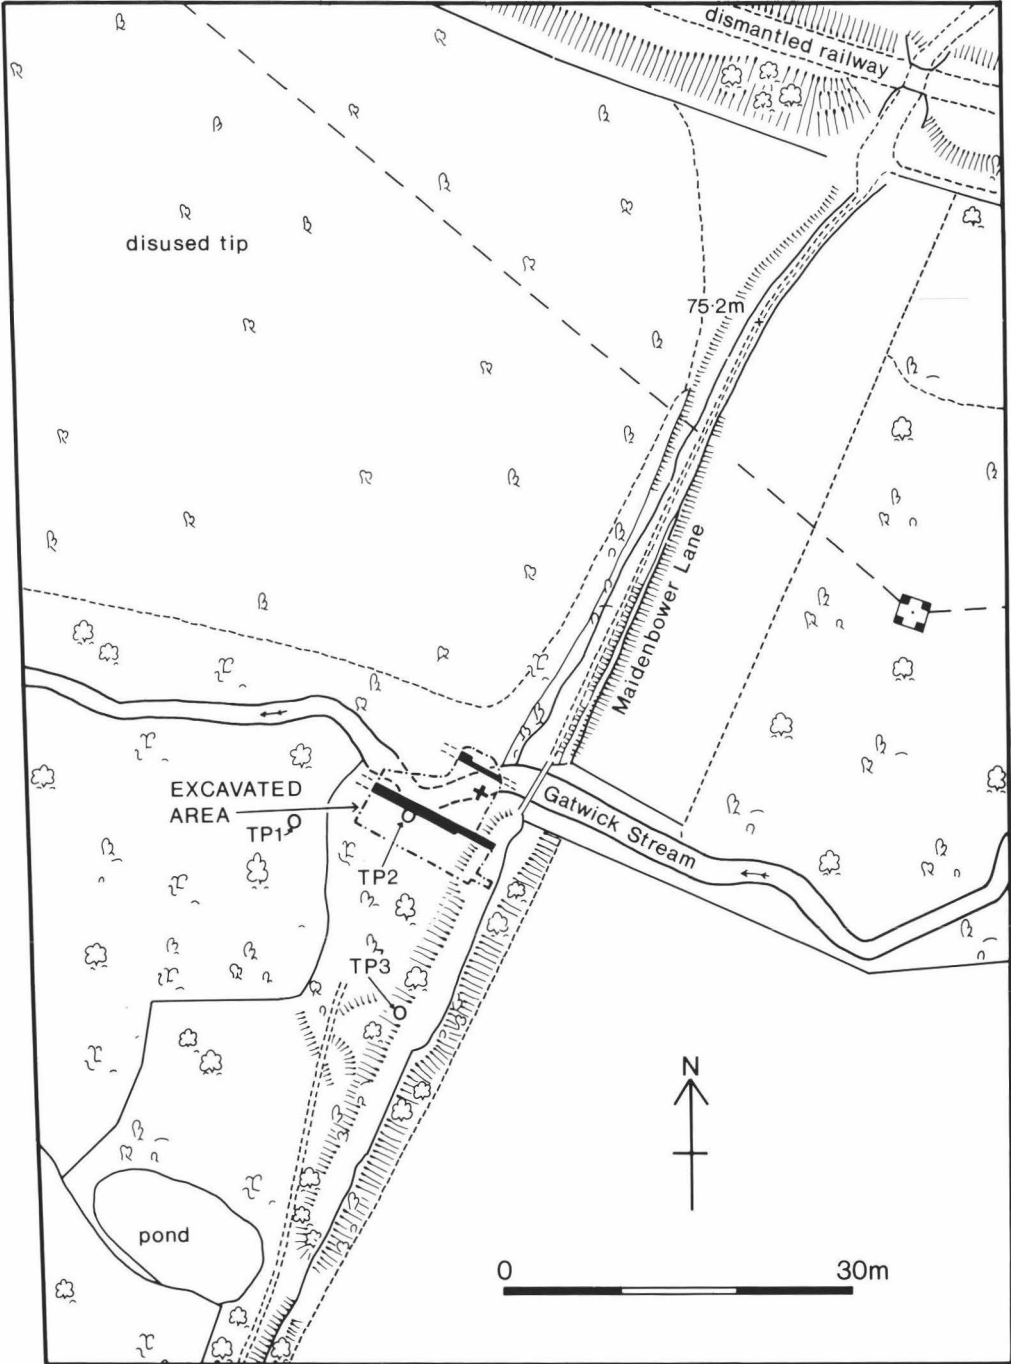 dismantled railway
disused tip
75·2m
Maidenbower Lane
EXCAVATED
AREA
TP1
Gatwick Stream
TP2
TP3
N
pond
0 30m